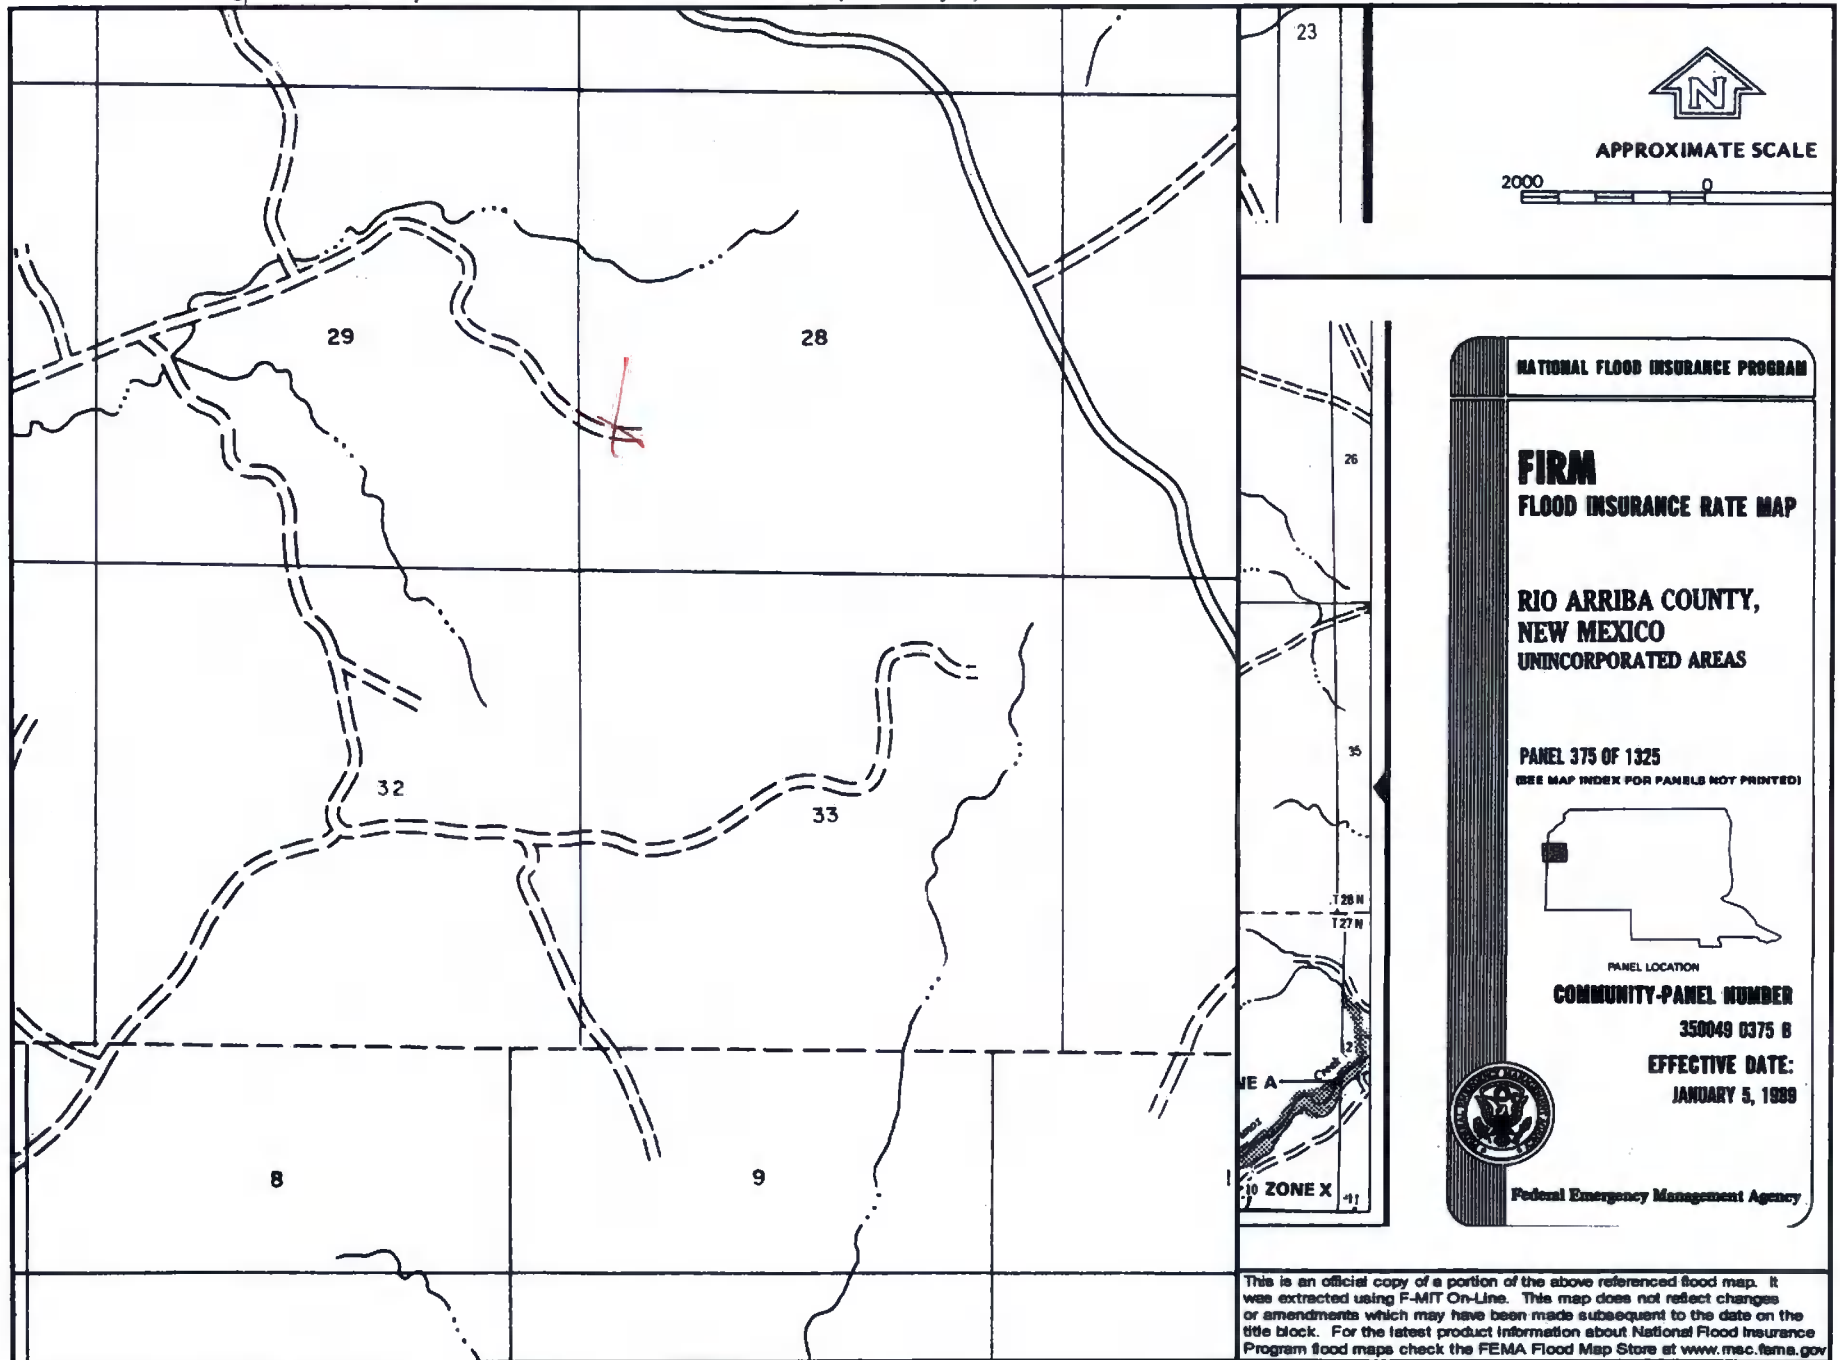 23
N
APPROXIMATE SCALE
2000 0
29
28
26
32
33
35
T28N
T27N
8
9
12
Creek
ZONE X
10
11
NATIONAL FLOOD INSURANCE PROGRAM
FIRM
FLOOD INSURANCE RATE MAP
RIO ARRIBA COUNTY,
NEW MEXICO
UNINCORPORATED AREAS
PANEL 375 OF 1325
(SEE MAP INDEX FOR PANELS NOT PRINTED)
PANEL LOCATION
COMMUNITY-PANEL NUMBER
350049 0375 B
EFFECTIVE DATE:
JANUARY 5, 1989
Federal Emergency Management Agency
This is an official copy of a portion of the above referenced flood map. It
was extracted using F-MIT On-Line. This map does not reflect changes
or amendments which may have been made subsequent to the date on the
title block. For the latest product information about National Flood Insurance
Program flood maps check the FEMA Flood Map Store at www.msc.fema.gov